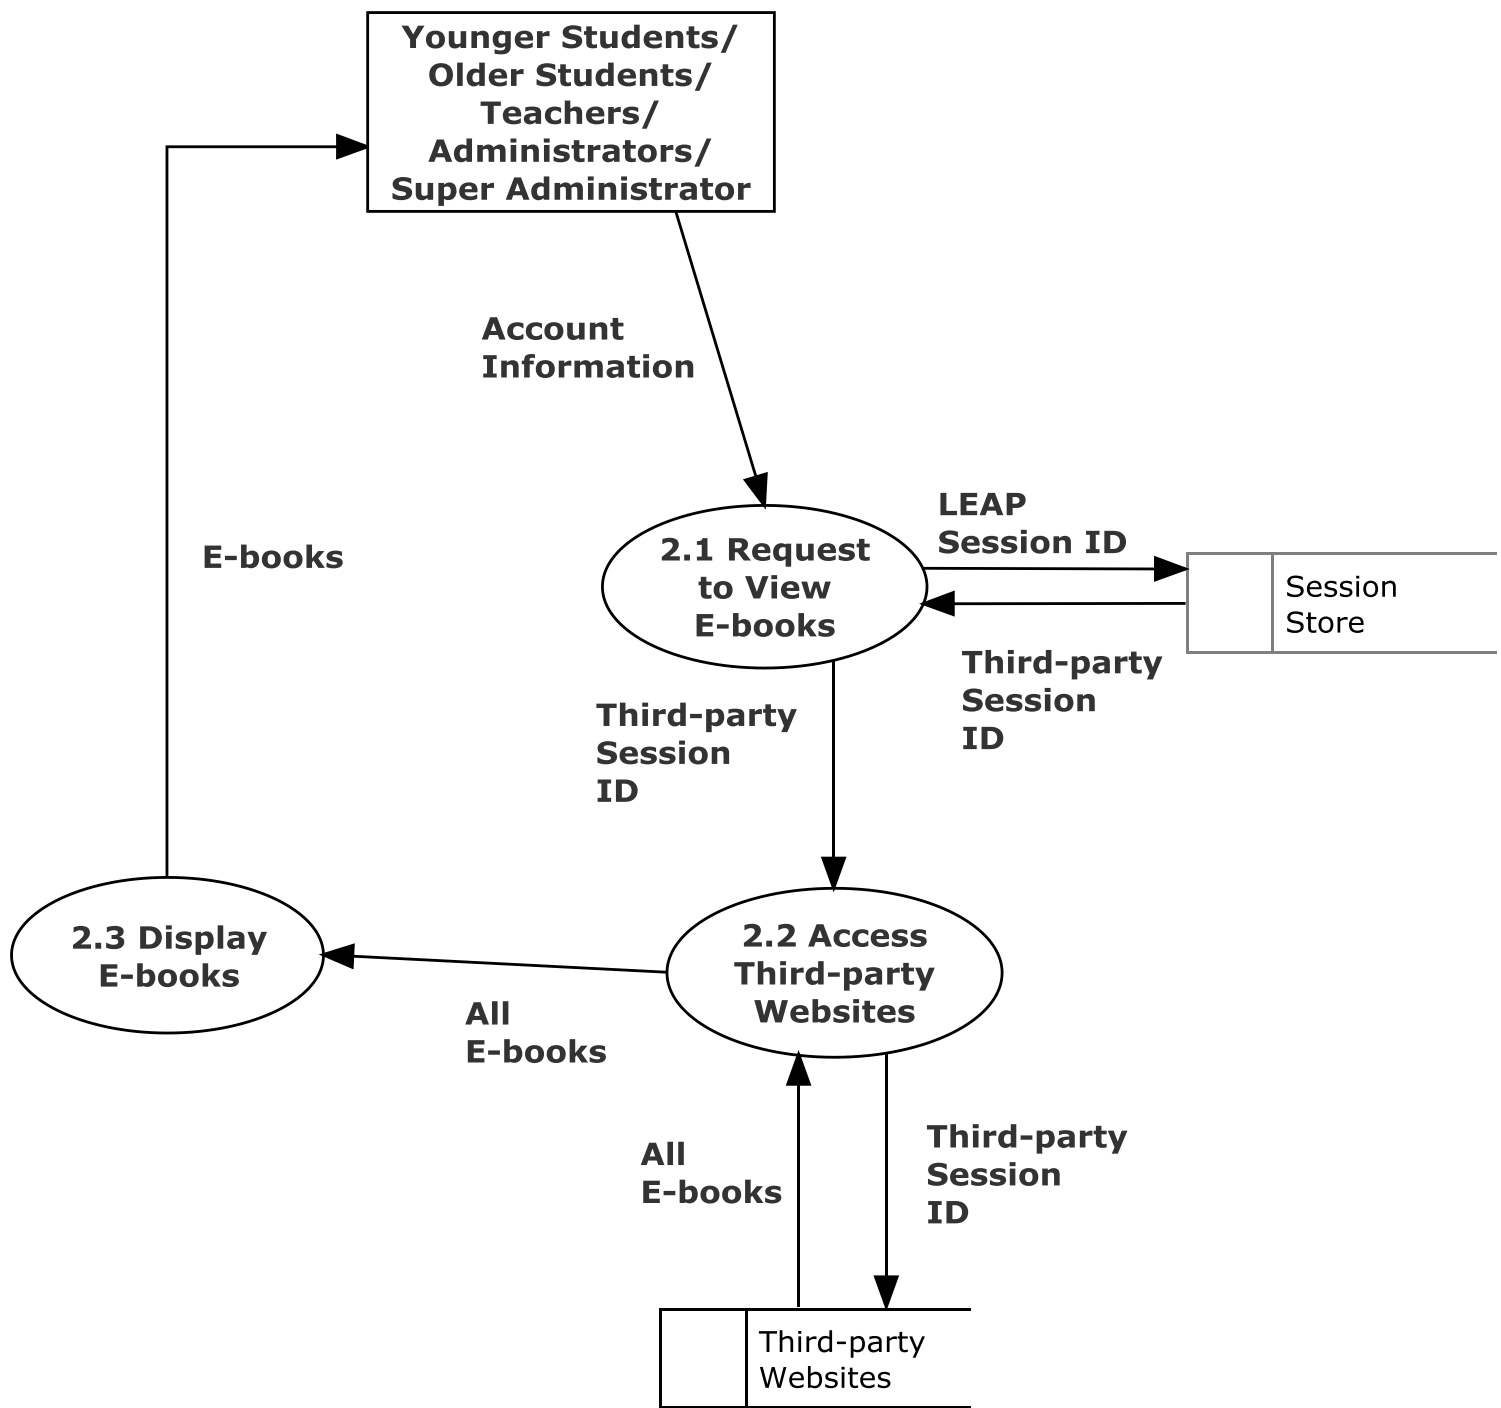 Younger Students/
Older Students/
Teachers/
Administrators/
Super Administrator
Account
Information
LEAP
Session ID
E-books
2.1 Request
to View
E-books
Session
Store
Third-party
Session
ID
Third-party
Session
ID
2.3 Display
E-books
2.2 Access
Third-party
Websites
All
E-books
All
E-books
Third-party
Session
ID
Third-party
Websites